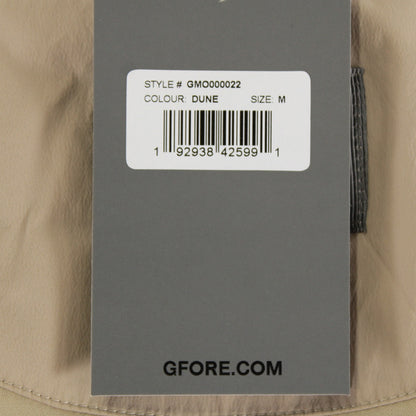 STYLE # GMO000022
COLOUR: DUNE SIZE: M
1 92938 42599 1
GFORE.COM